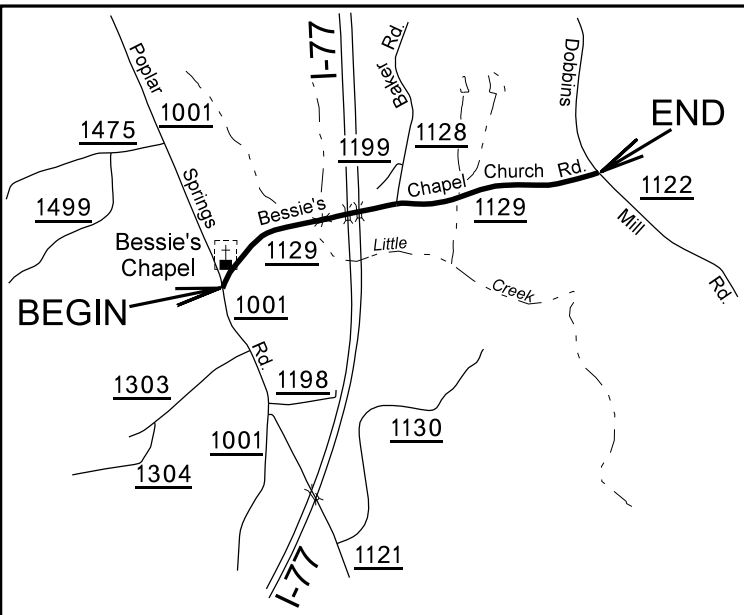 I-77
Baker Rd.
Dobbins
Poplar
1001
END
1475
1199
1128
Springs
Chapel
Church
Rd.
1122
1499
Bessie's
1129
Mill
Bessie's
Chapel
1129
Little
Creek
Rd.
BEGIN
1001
Rd.
1303
1198
1001
1130
1304
1121
I-77